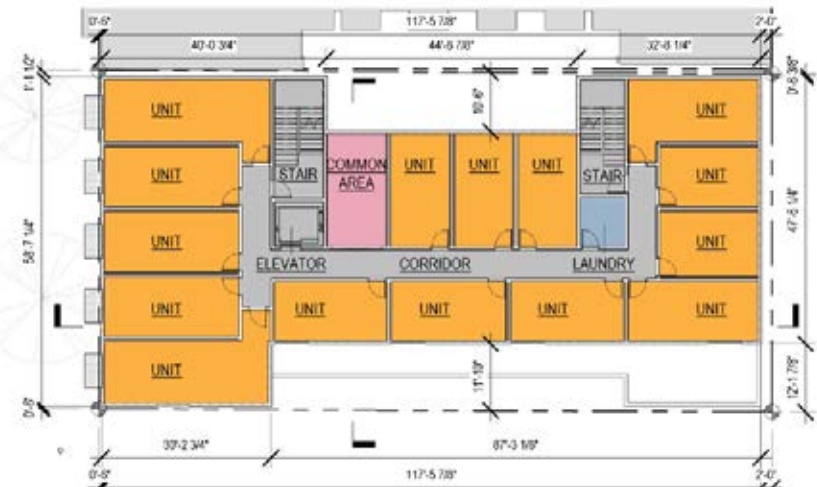 0'-6"
117'-5 7/8"
2'-0"
40'-0 3/4"
44'-8 7/8"
32'-8 1/4"
1'-1 1/2"
0'-8 3/8"
UNIT
UNIT
10'-6"
UNIT
STAIR
COMMON
AREA
UNIT
UNIT
UNIT
STAIR
UNIT
58'-7 1/4"
47'-8 1/4"
UNIT
UNIT
ELEVATOR
CORRIDOR
LAUNDRY
UNIT
UNIT
UNIT
UNIT
UNIT
UNIT
11'-10"
12'-1 7/8"
0'-6"
30'-2 3/4"
87'-3 1/8"
0'-6"
117'-5 7/8"
2'-0"